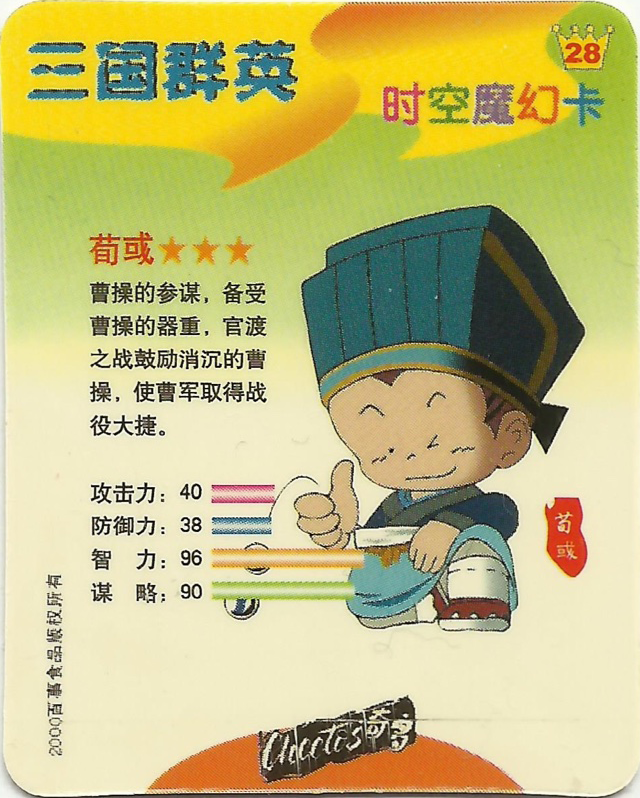 三国群英
28
时空魔幻卡
荀或★★★
曹操的参谋，备受
曹操的器重，官渡
之战鼓励消沉的曹
操，使曹军取得战
役大捷。
攻击力：40
防御力：38
智 力：96
谋 略：90
荀
或
2000百事食品版权所有
Cheetos奇多